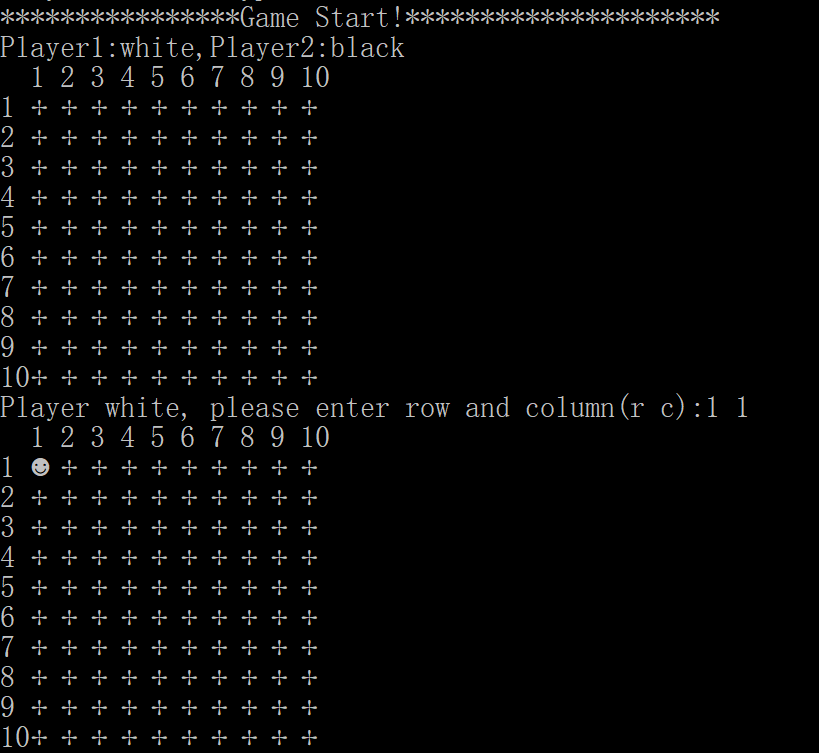 ****************Game Start!*********************
Player1:white,Player2:black
  1 2 3 4 5 6 7 8 9 10
1 + + + + + + + + + +
2 + + + + + + + + + +
3 + + + + + + + + + +
4 + + + + + + + + + +
5 + + + + + + + + + +
6 + + + + + + + + + +
7 + + + + + + + + + +
8 + + + + + + + + + +
9 + + + + + + + + + +
10+ + + + + + + + + +
Player white, please enter row and column(r c):1 1
  1 2 3 4 5 6 7 8 9 10
1 ☻ + + + + + + + + +
2 + + + + + + + + + +
3 + + + + + + + + + +
4 + + + + + + + + + +
5 + + + + + + + + + +
6 + + + + + + + + + +
7 + + + + + + + + + +
8 + + + + + + + + + +
9 + + + + + + + + + +
10+ + + + + + + + + +